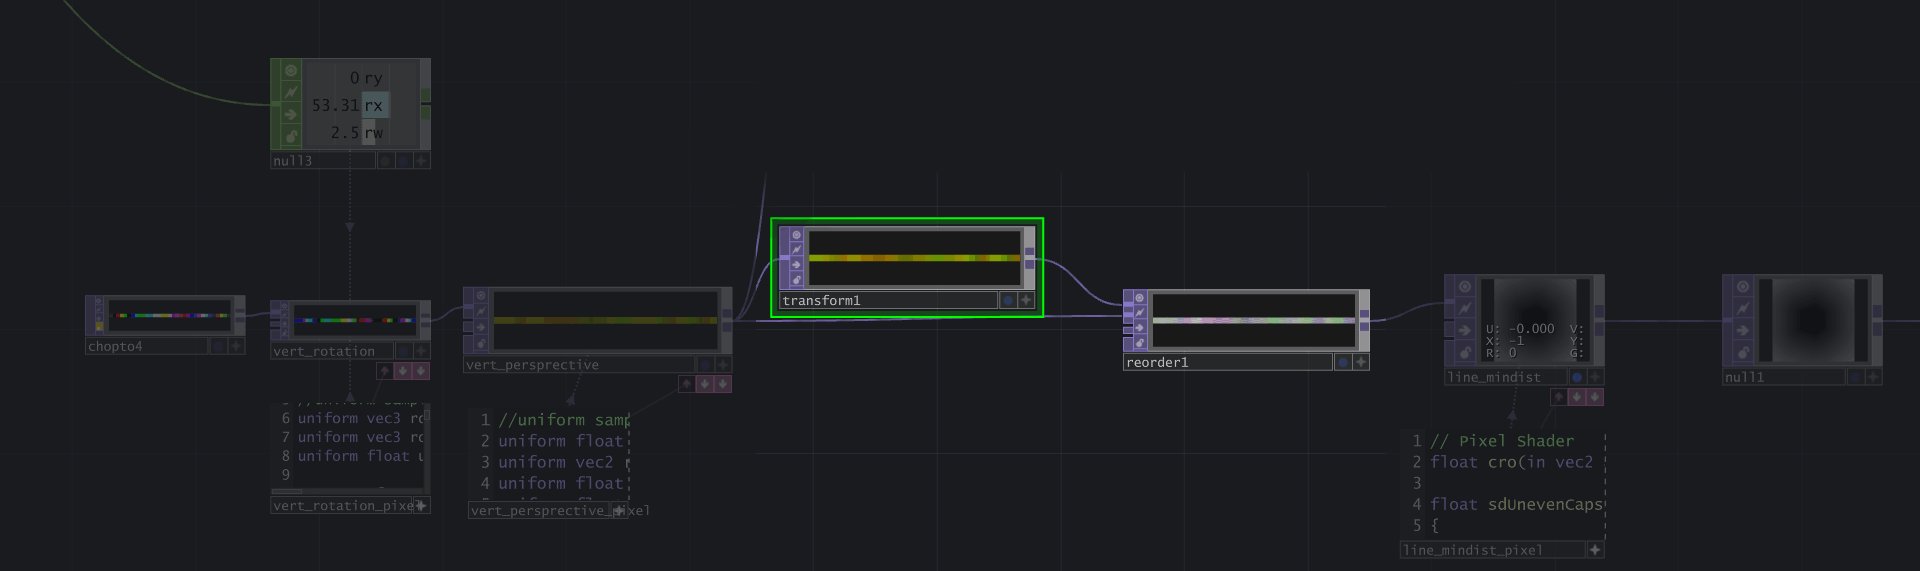 0 ry
53.31 rx
2.5 rw
null3
chopto4
vert_rotation
6 uniform vec3
7 uniform vec3
8 uniform float
9
vert_rotation_pixel
vert_persprective
1 //uniform samp
2 uniform float
3 uniform vec2
4 uniform float
vert_persprective_pixel
transform1
reorder1
U: -0.000 V:
X: -1 Y:
R: 0 G:
line_mindist
1 // Pixel Shader
2 float cro(in vec2
3
4 float sdUnevenCaps
5 {
line_mindist_pixel
null1